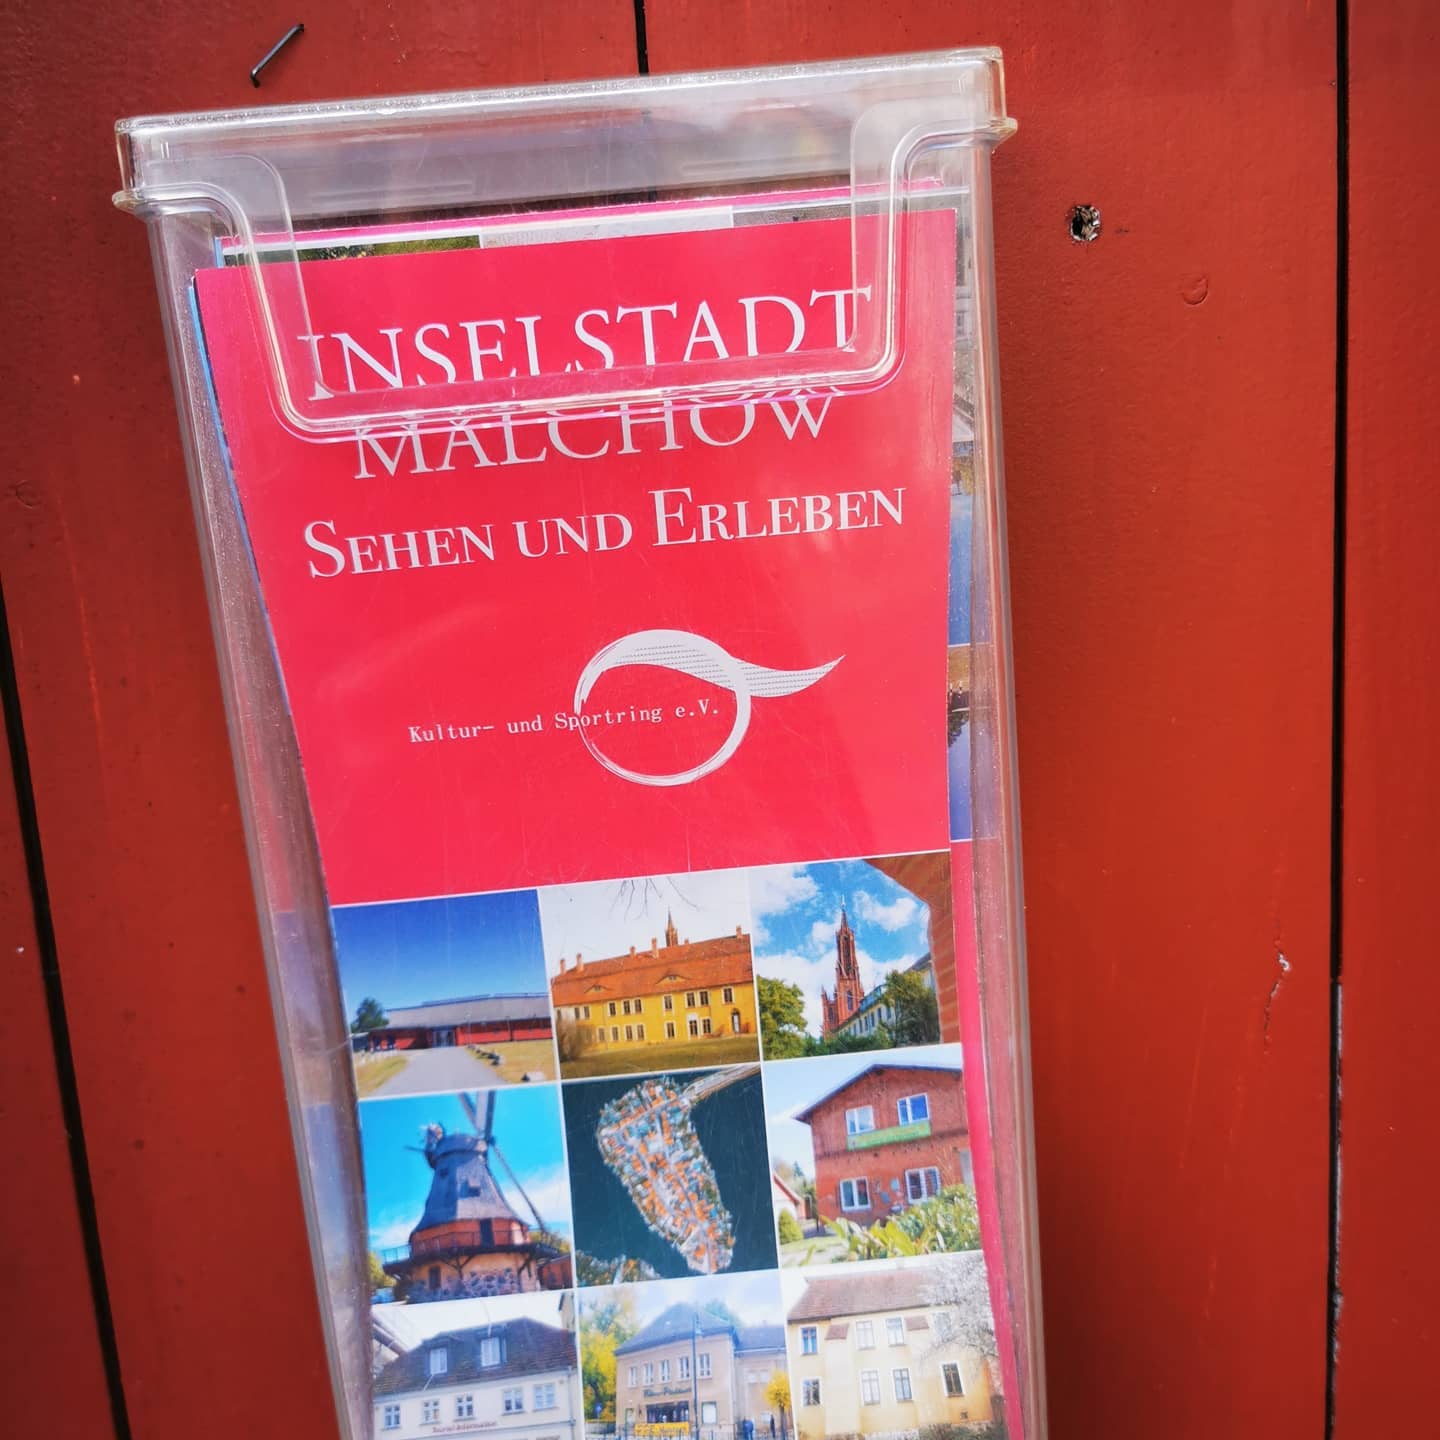 INSELSTADT
MALCHOW
SEHEN UND ERLEBEN
Kultur- und Sportring e.V.